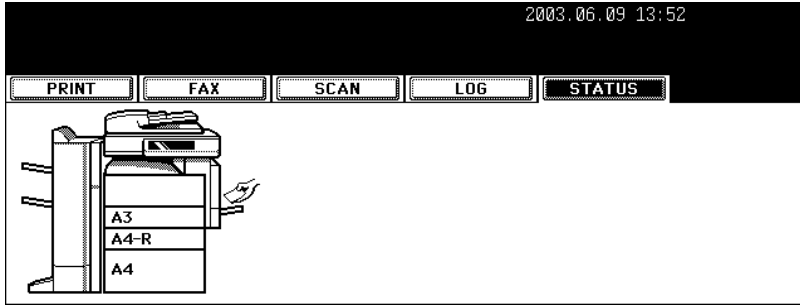 2003.06.09 13:52
PRINT FAX SCAN LOG STATUS
A3
A4-R
A4